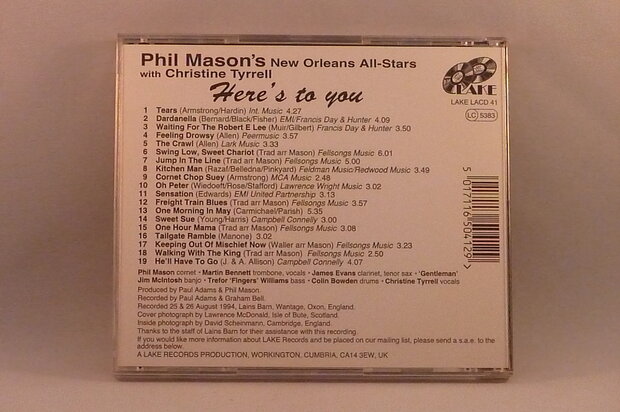 Phil Mason's New Orleans All-Stars
with Christine Tyrrell
Here's to you
LAKE
LAKE LACD 41
LC 5383
1 Tears (Armstrong/Hardin) Int. Music 4.27
2 Dardanella (Bernard/Black/Fisher) EMI/Francis Day & Hunter 4.09
3 Waiting For The Robert E Lee (Muir/Gilbert) Francis Day & Hunter 3.50
4 Feeling Drowsy (Allen) Peermusic 3.57
5 The Crawl (Allen) Lark Music 3.33
6 Swing Low, Sweet Chariot (Trad arr Mason) Fellsongs Music 6.01
7 Jump In The Line (Trad arr Mason) Fellsongs Music 5.00
8 Kitchen Man (Razaf/Belledna/Pinkyard) Feldman Music/Redwood Music 3.49
9 Cornet Chop Suey (Armstrong) MCA Music 2.48
10 Oh Peter (Wiedoeft/Rose/Stafford) Lawrence Wright Music 3.02
11 Sensation (Edwards) EMI United Partnership 3.13
12 Freight Train Blues (Trad arr Mason) Fellsongs Music 3.57
13 One Morning In May (Carmichael/Parish) 5.35
14 Sweet Sue (Young/Harris) Campbell Connelly 3.00
15 One Hour Mama (Trad arr Mason) Fellsongs Music 3.08
16 Tailgate Ramble (Manone) 3.02
17 Keeping Out Of Mischief Now (Waller arr Mason) Fellsongs Music 3.23
18 Walking With The King (Trad arr Mason) Fellsongs Music 2.50
19 He'll Have To Go (J. & A. Allison) Campbell Connelly 4.07
Phil Mason cornet • Martin Bennett trombone, vocals • James Evans clarinet, tenor sax • 'Gentleman'
Jim McIntosh banjo • Trefor 'Fingers' Williams bass • Colin Bowden drums • Christine Tyrrell vocals
Produced by Paul Adams & Phil Mason.
Recorded by Paul Adams & Graham Bell.
Recorded 25 & 26 August 1994, Lains Barn, Wantage, Oxon, England.
Cover photograph by Lawrence McDonald, Isle of Bute, Scotland.
Inside photograph by David Scheinmann, Cambridge, England.
Thanks to the staff of Lains Barn for their assistance with this recording.
If you would like more information about LAKE Records and be placed on our mailing list, please send a s.a.e. to the
address below.
A LAKE RECORDS PRODUCTION, WORKINGTON, CUMBRIA, CA14 3EW, UK
5 017116 504129 >